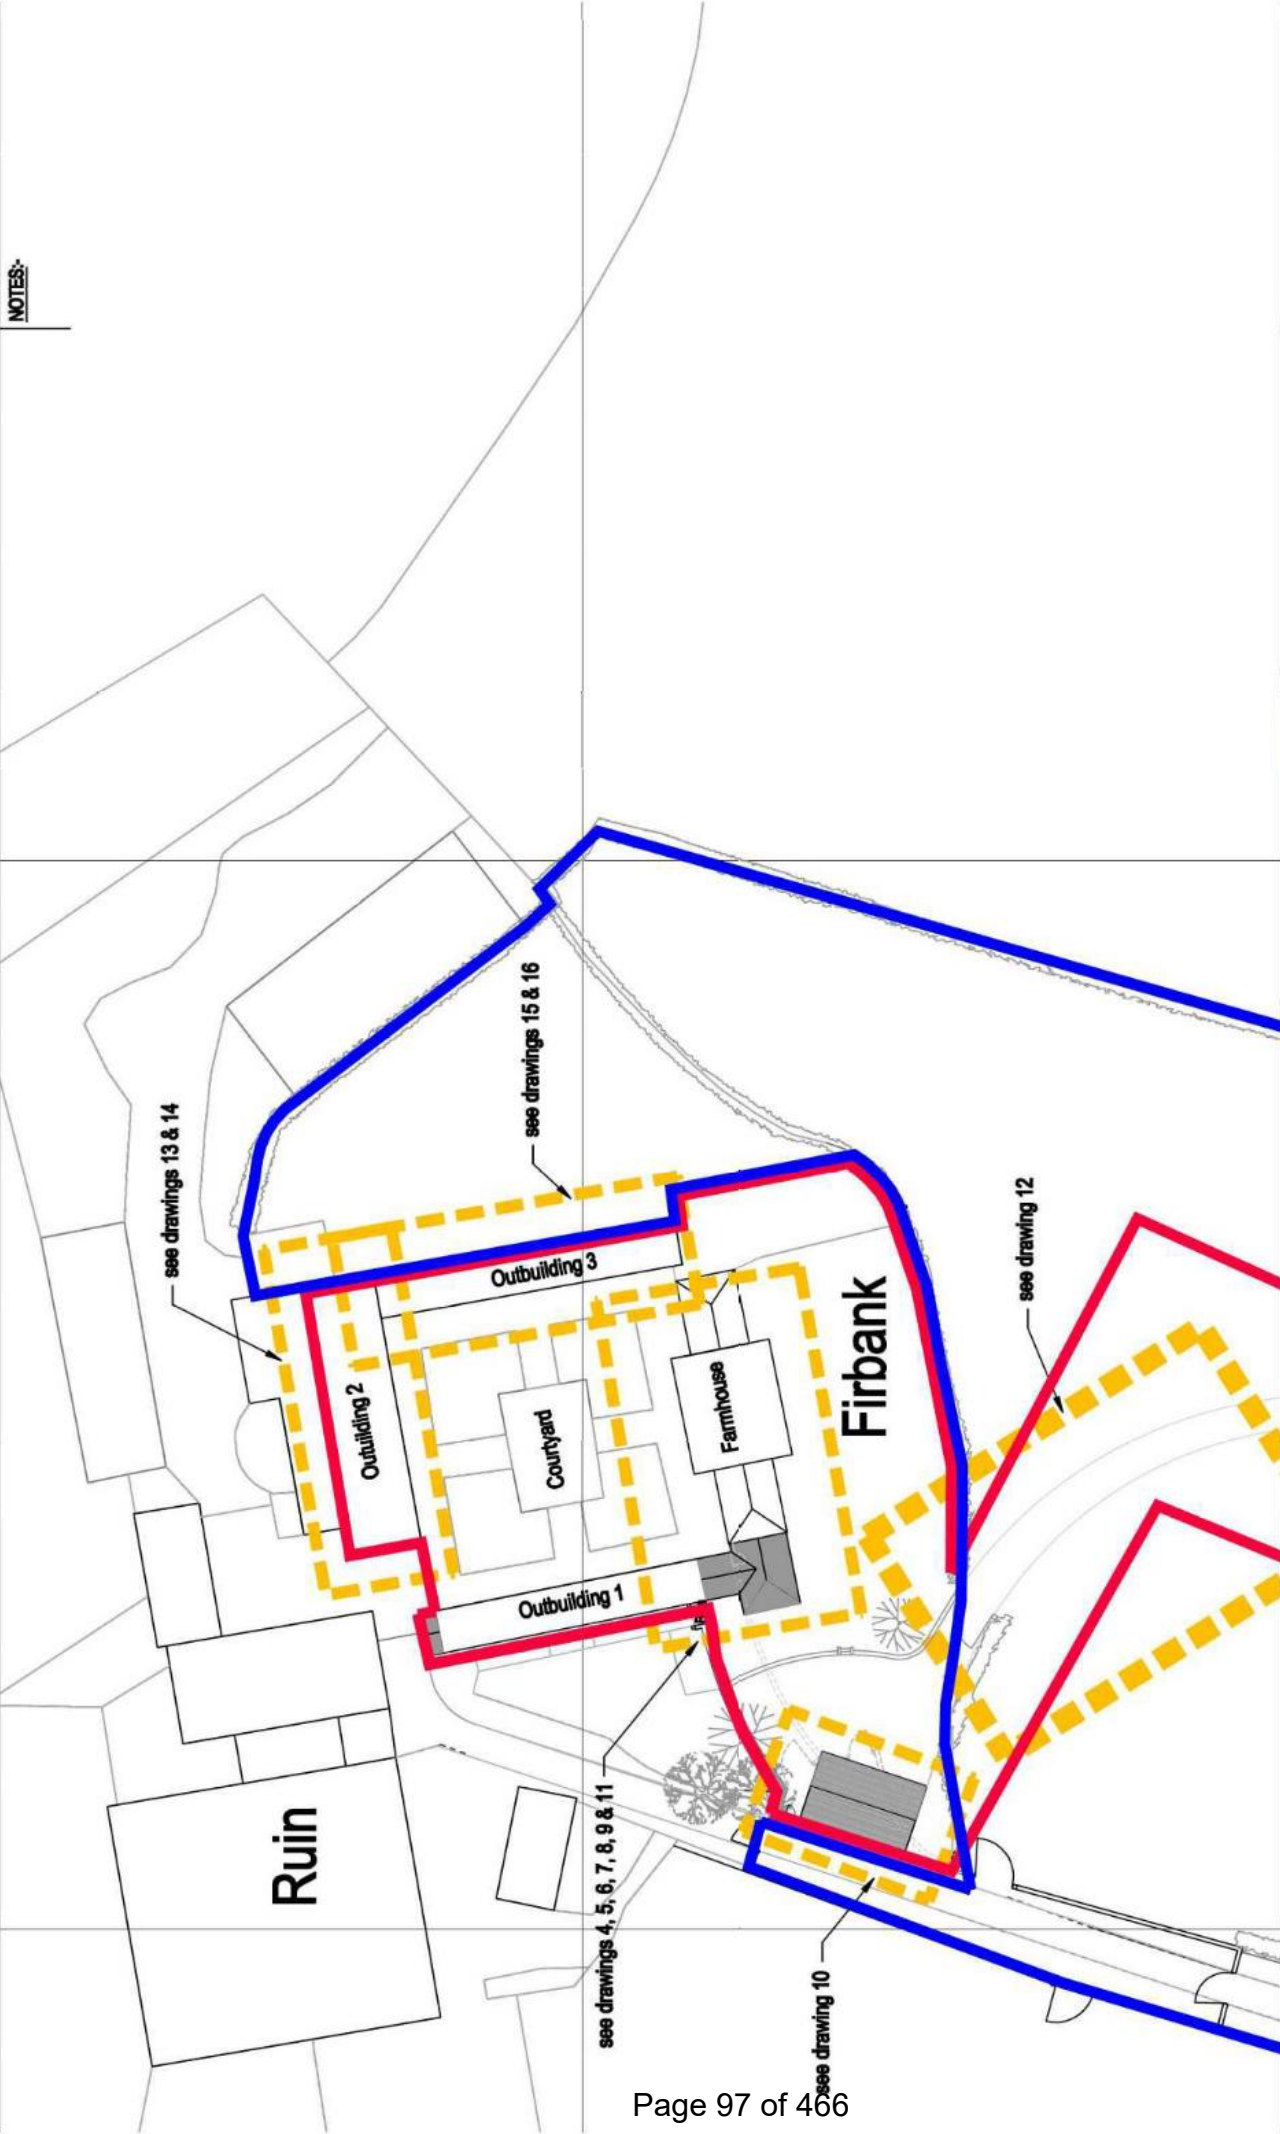 NOTES:-
see drawings 13 & 14
see drawings 15 & 16
Outbuilding 3
see drawing 12
Outuilding 2
Courtyard
Farmhouse
Firbank
Outbuilding 1
Ruin
see drawings 4, 5, 6, 7, 8, 9 & 11
see drawing 10
Page 97 of 466